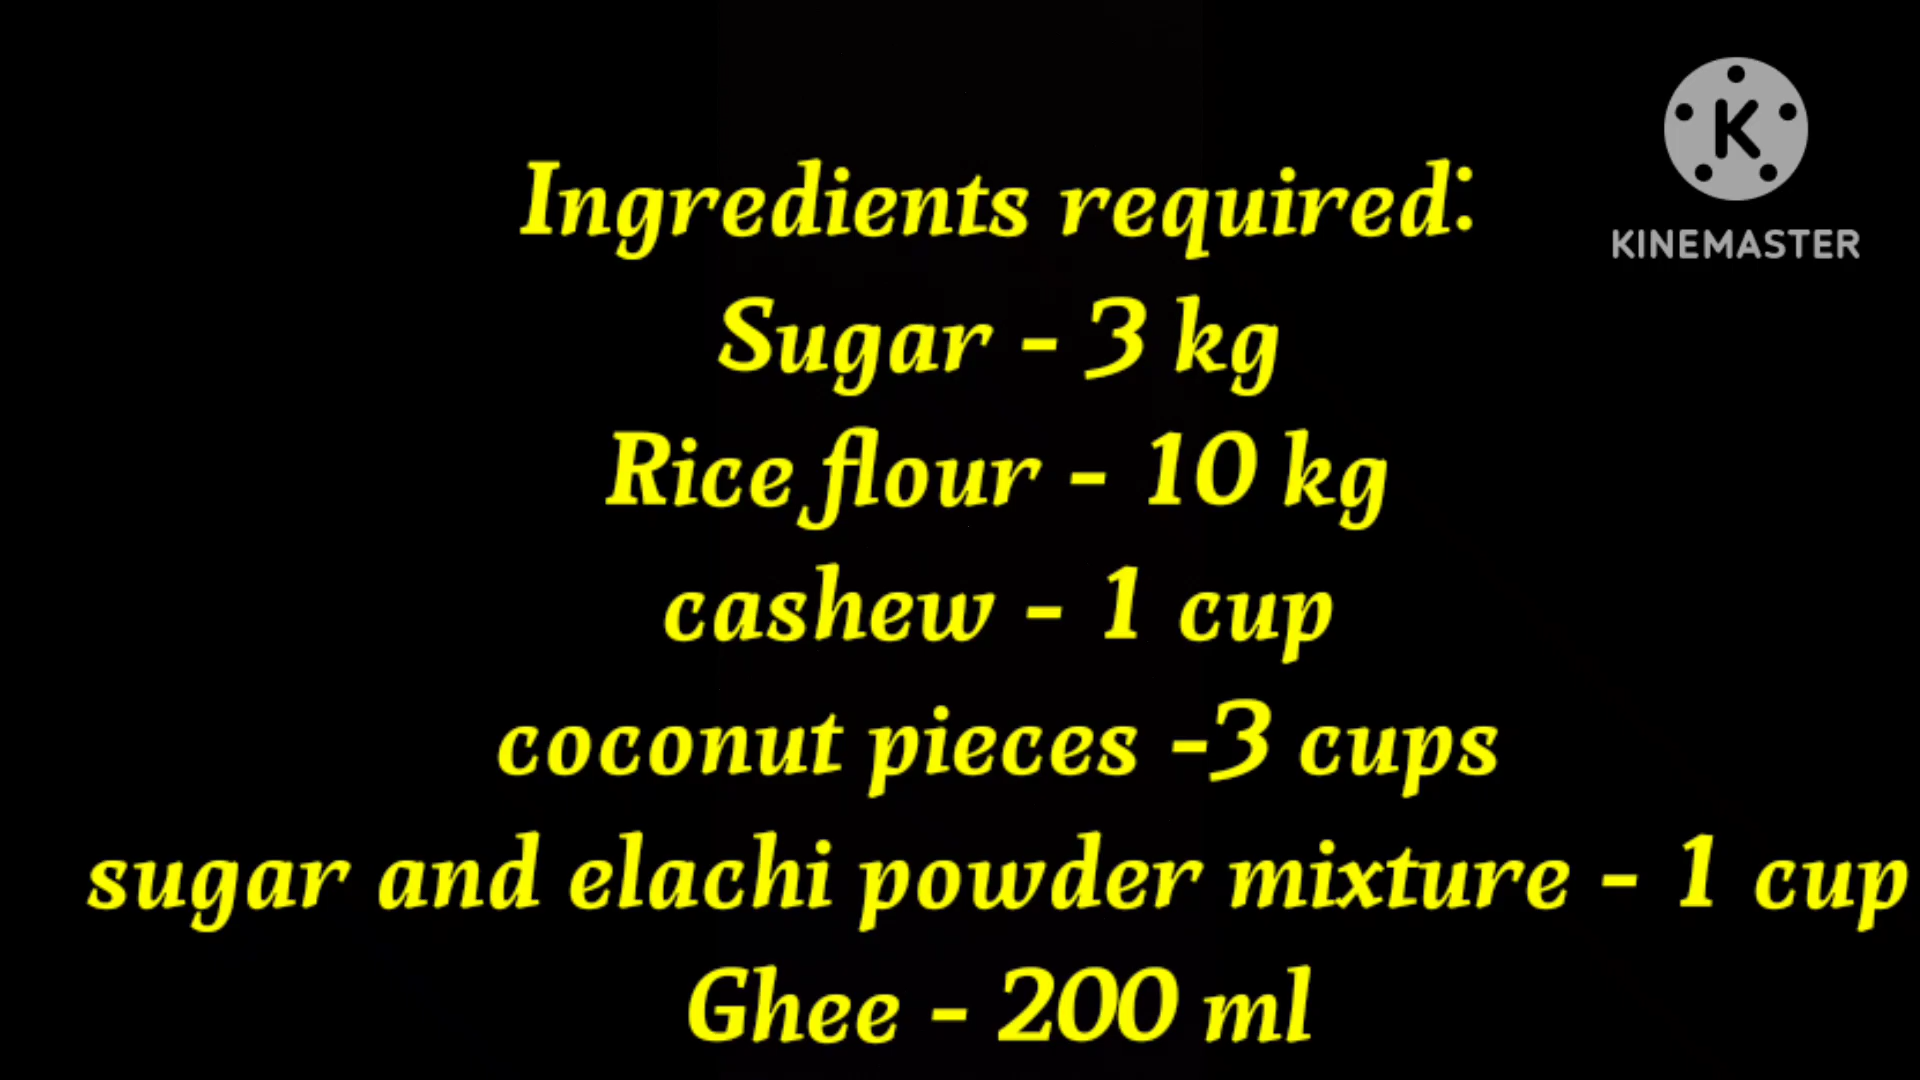 KINEMASTER
Ingredients required:
Sugar - 3 kg
Rice flour - 10 kg
cashew - 1 cup
coconut pieces -3 cups
sugar and elachi powder mixture - 1 cup
Ghee - 200 ml